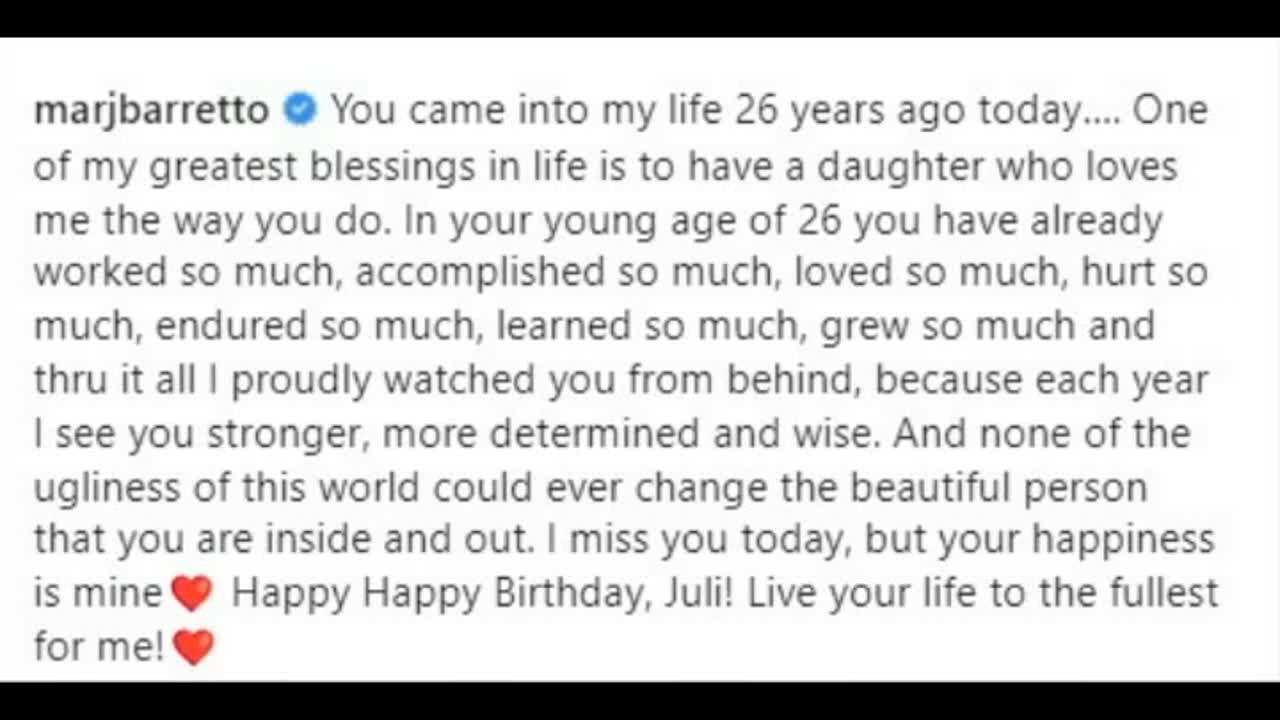 marjbarretto You came into my life 26 years ago today.... One
of my greatest blessings in life is to have a daughter who loves
me the way you do. In your young age of 26 you have already
worked so much, accomplished so much, loved so much, hurt so
much, endured so much, learned so much, grew so much and
thru it all I proudly watched you from behind, because each year
I see you stronger, more determined and wise. And none of the
ugliness of this world could ever change the beautiful person
that you are inside and out. I miss you today, but your happiness
is mine❤️ Happy Happy Birthday, Juli! Live your life to the fullest
for me!❤️